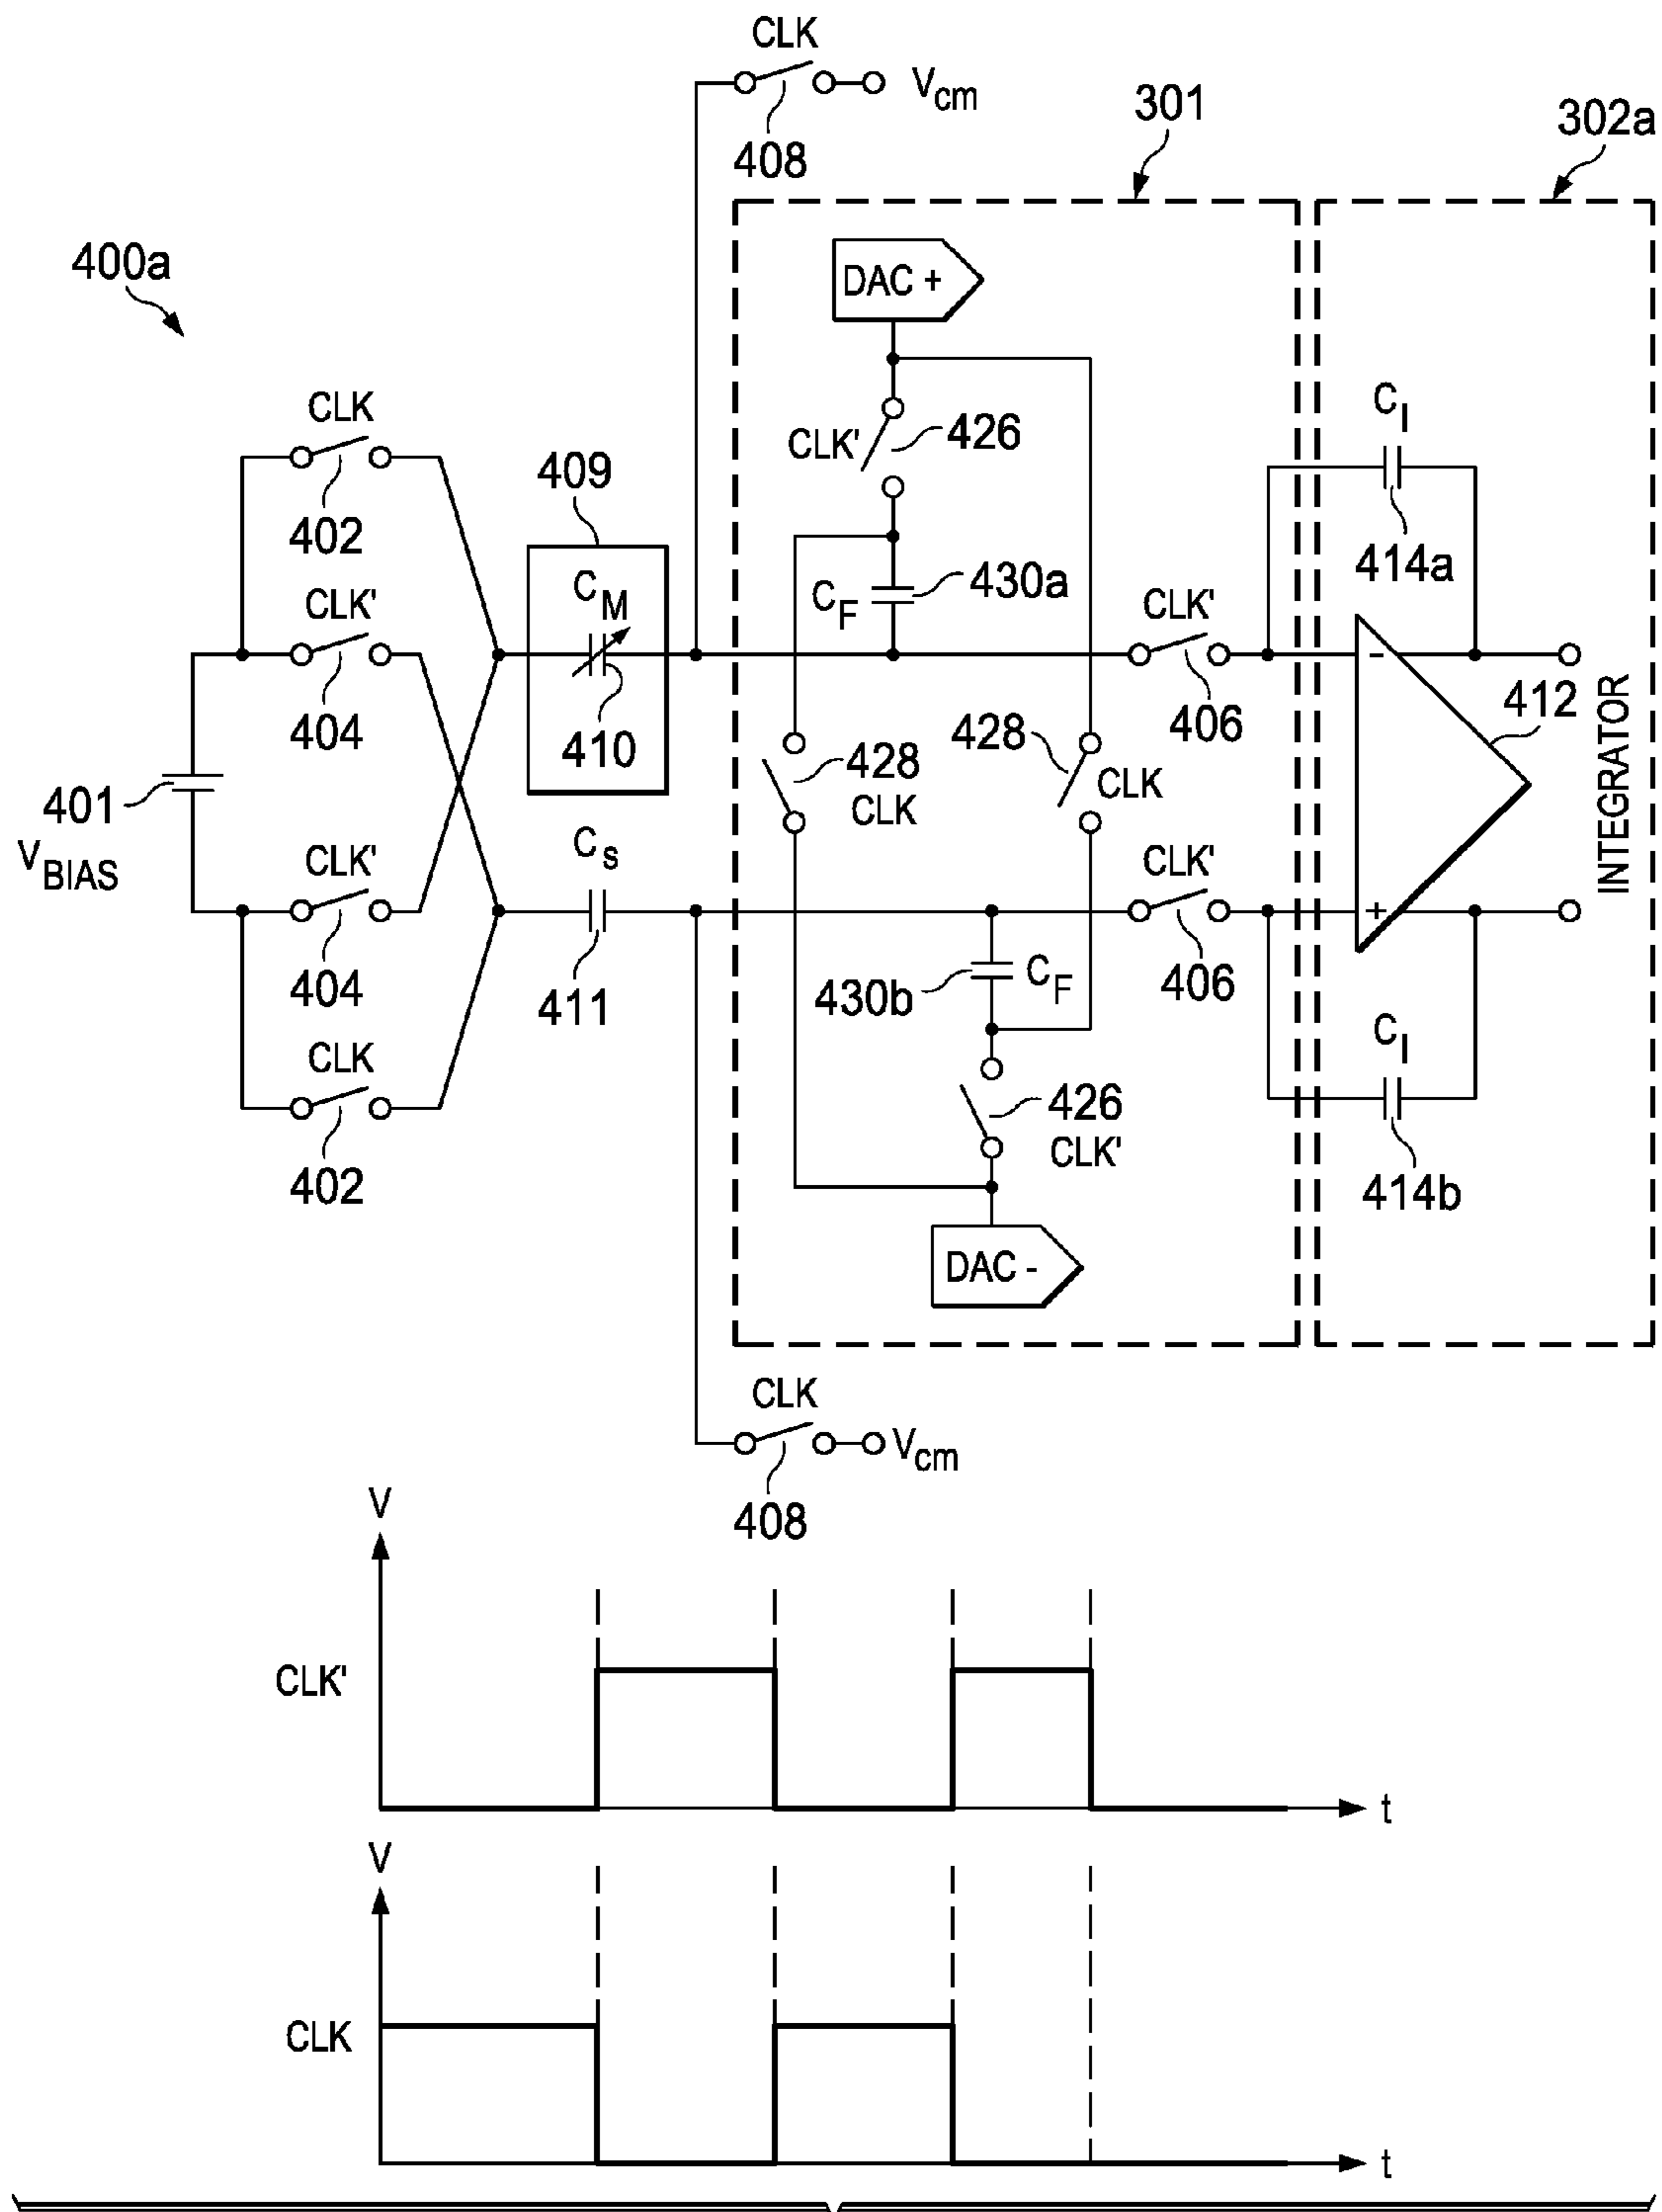 CLK
Vcm
408
301
302a
400a
DAC +
CLK
402
409
CLK'
426
CI
414a
CLK'
404
CM
410
CF
430a
CLK'
406
412
INTEGRATOR
428
CLK
428
CLK
401
VBIAS
CLK'
404
Cs
411
-
+
CLK'
406
430b
CF
CI
414b
CLK
402
426
CLK'
DAC -
CLK
Vcm
408
V
CLK'
t
V
CLK
t